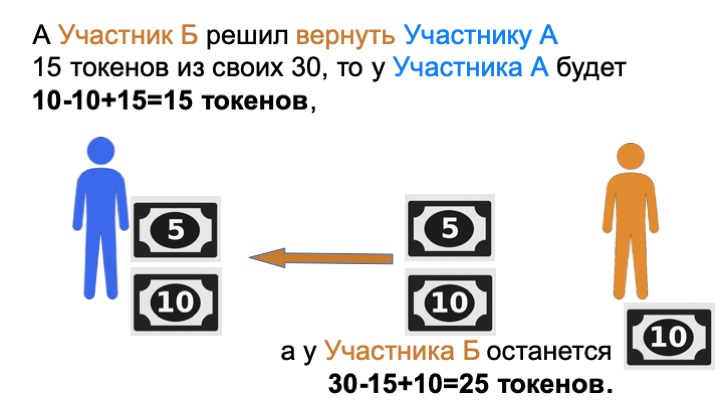 А Участник Б решил вернуть Участнику А
15 токенов из своих 30, то у Участника А будет
10-10+15=15 токенов,
5
5
10
10
10
а у Участника Б останется
30-15+10=25 токенов.